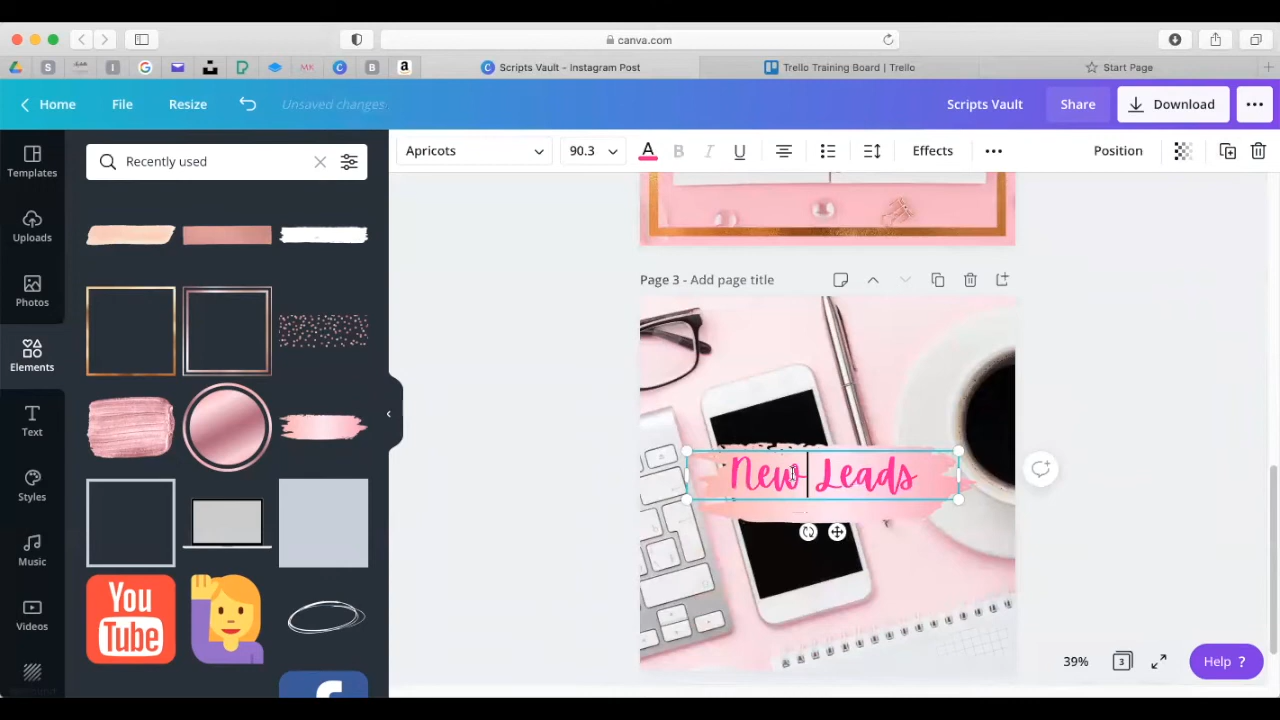 canva.com
G
B
a
Scripts Vault - Instagram Post
Trello Training Board | Trello
Start Page
Home
File
Resize
Unsaved changes
Scripts Vault
Share
Download
Templates
Uploads
Photos
Elements
Text
Styles
Music
Videos
Recently used
You
Tube
f
Apricots
90.3
A
B
I
U
Effects
Position
Page 3 - Add page title
New Leads
39%
3
Help ?